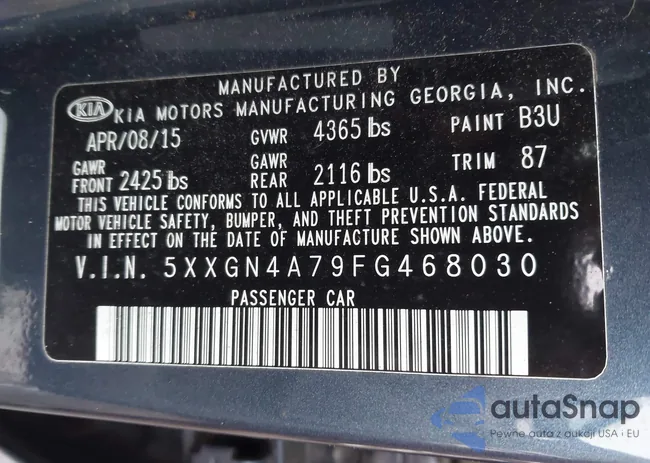 MANUFACTURED BY
KIA KIA MOTORS MANUFACTURING GEORGIA, INC.
APR/08/15 GVWR 4365 lbs PAINT B3U
GAWR FRONT 2425 lbs GAWR REAR 2116 lbs TRIM 87
THIS VEHICLE CONFORMS TO ALL APPLICABLE U.S.A. FEDERAL
MOTOR VEHICLE SAFETY, BUMPER, AND THEFT PREVENTION STANDARDS
IN EFFECT ON THE DATE OF MANUFACTURE SHOWN ABOVE.
V.I.N. 5XXGN4A79FG468030
PASSENGER CAR
autaSnap
Pewne auta z aukcji USA i EU